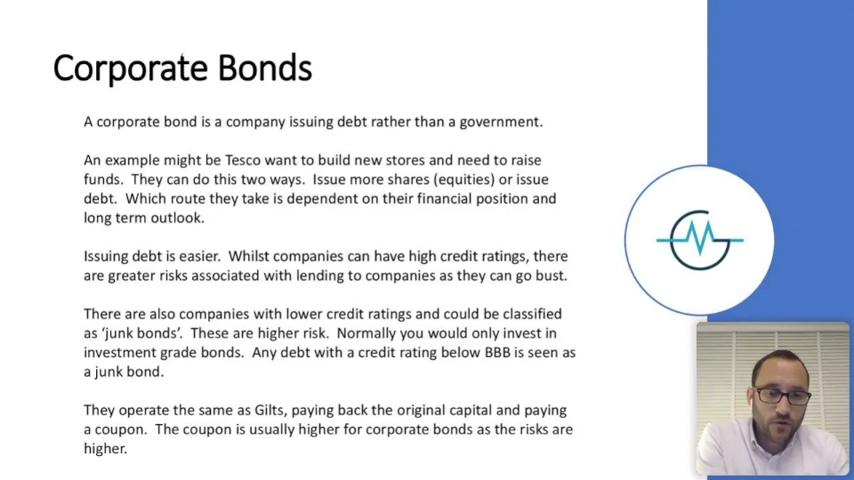 Corporate Bonds
A corporate bond is a company issuing debt rather than a government.
An example might be Tesco want to build new stores and need to raise
funds. They can do this two ways. Issue more shares (equities) or issue
debt. Which route they take is dependent on their financial position and
long term outlook.
Issuing debt is easier. Whilst companies can have high credit ratings, there
are greater risks associated with lending to companies as they can go bust.
There are also companies with lower credit ratings and could be classified
as ‘junk bonds’. These are higher risk. Normally you would only invest in
investment grade bonds. Any debt with a credit rating below BBB is seen as
a junk bond.
They operate the same as Gilts, paying back the original capital and paying
a coupon. The coupon is usually higher for corporate bonds as the risks are
higher.